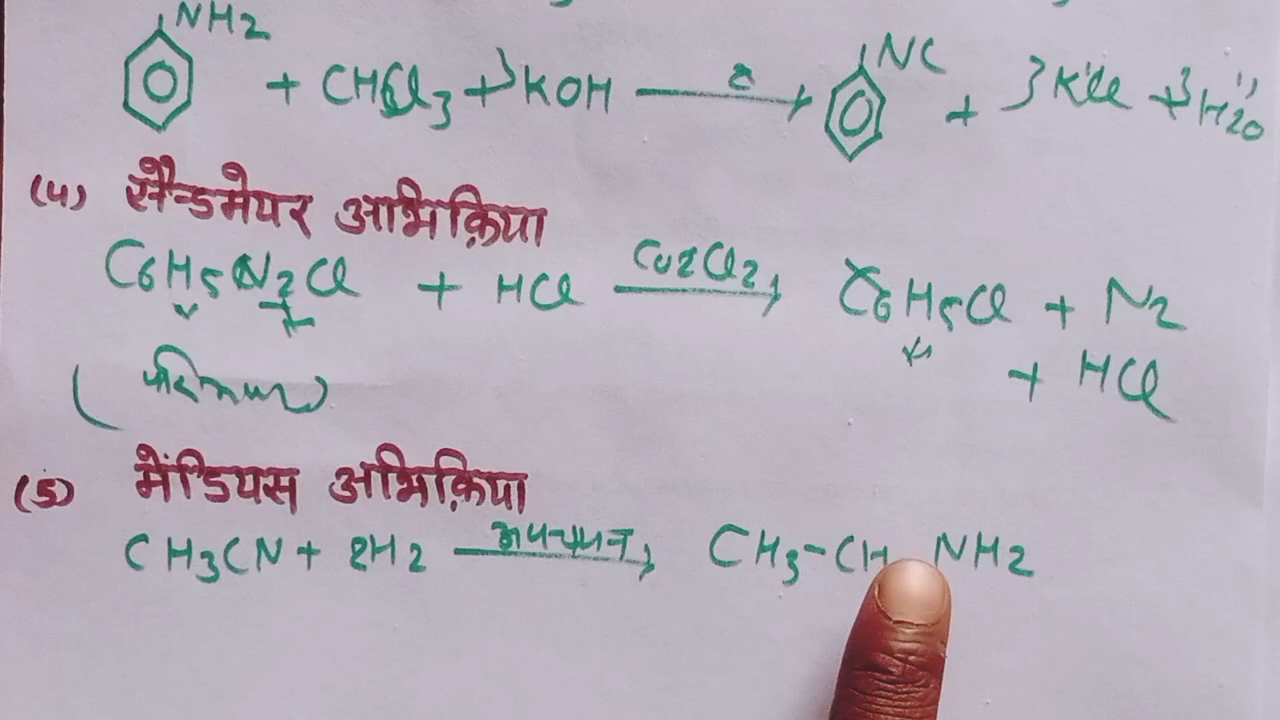 NH2
+ CHCl3 + 3KOH → NC + 3KCl + 3H2O
(4) सैन्डमेयर अभिक्रिया
C6H5N2Cl + HCl Cu2Cl2 → C6H5Cl + N2
+ HCl
(5) मेंडियस अभिक्रिया
CH3CN + 2H2 अपचयन → CH3-CH NH2